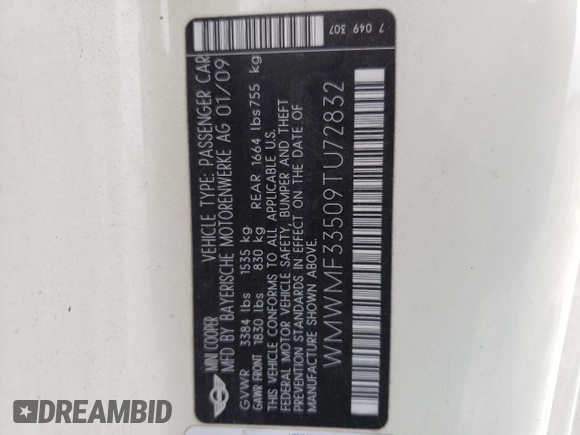 MINI COOPER
VEHICLE TYPE: PASSENGER CAR
MFD BY BAYERISCHE MOTORENWERKE AG 01/09
GVWR 3384 lbs 1535 kg
GAWR FRONT 1830 lbs 830 kg REAR 1664 lbs 755 kg
THIS VEHICLE CONFORMS TO ALL APPLICABLE U.S.
FEDERAL MOTOR VEHICLE SAFETY, BUMPER AND THEFT
PREVENTION STANDARDS IN EFFECT ON THE DATE OF
MANUFACTURE SHOWN ABOVE.
WMWMF33509TU72832
7 049 307
DREAMBID